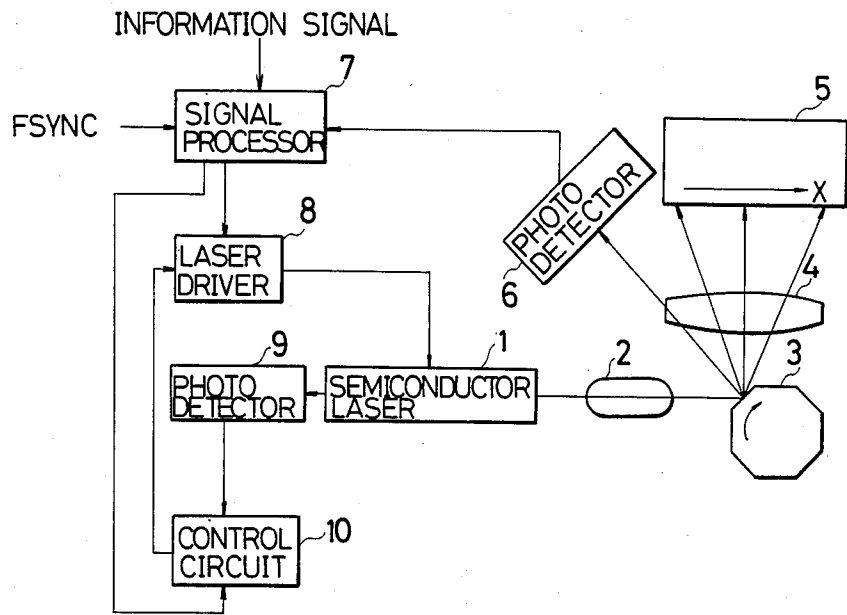 INFORMATION SIGNAL
7
5
FSYNC
SIGNAL
PROCESSOR
X
PHOTO
DETECTOR
6
8
LASER
DRIVER
4
9
1
2
3
PHOTO
DETECTOR
SEMICONDUCTOR
LASER
10
CONTROL
CIRCUIT